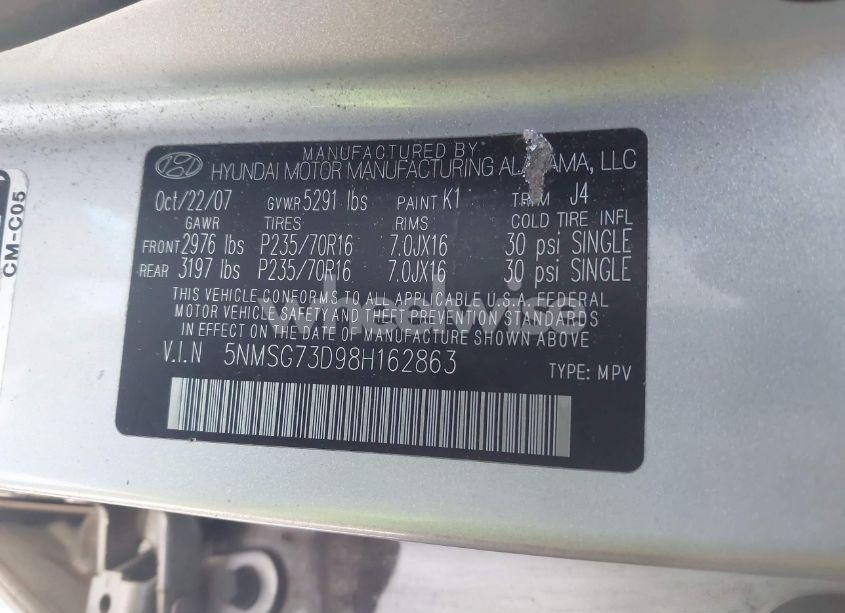 MANUFACTURED BY
HYUNDAI MOTOR MANUFACTURING ALABAMA, LLC
Oct/22/07 GVWR 5291 lbs PAINT K1 TRIM J4
GAWR TIRES RIMS COLD TIRE INFL
FRONT 2976 lbs P235/70R16 7.0JX16 30 psi SINGLE
REAR 3197 lbs P235/70R16 7.0JX16 30 psi SINGLE
THIS VEHICLE CONFORMS TO ALL APPLICABLE U.S.A. FEDERAL
MOTOR VEHICLE SAFETY AND THEFT PREVENTION STANDARDS
IN EFFECT ON THE DATE OF MANUFACTURE SHOWN ABOVE
V.I.N 5NMSG73D98H162863 TYPE: MPV
CM-C05
wheelwise